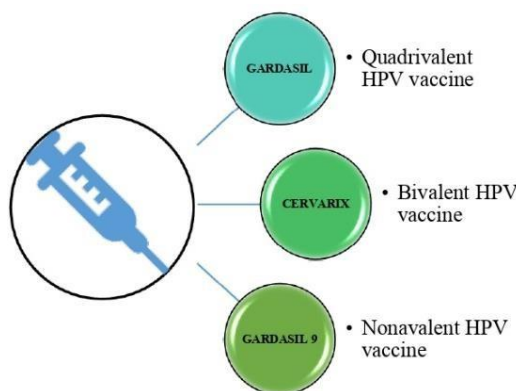 GARDASIL
• Quadrivalent
HPV vaccine
CERVARIX
• Bivalent HPV
vaccine
GARDASIL 9
• Nonavalent HPV
vaccine